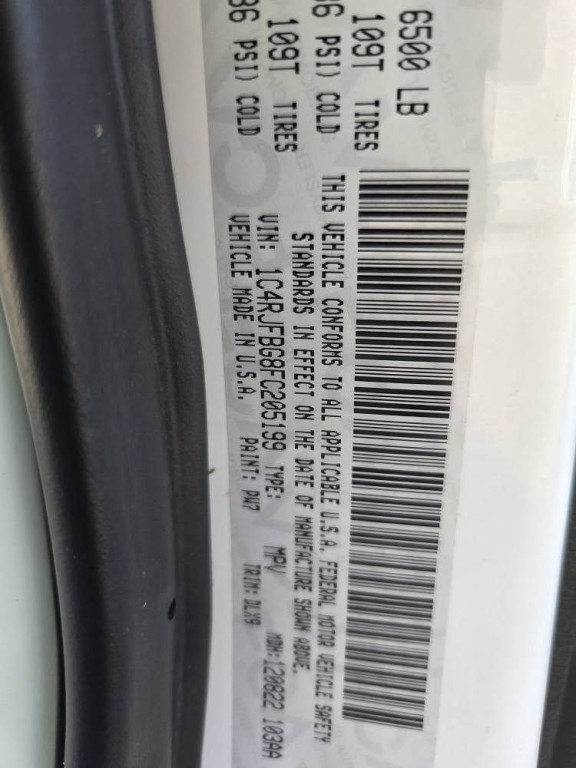 6500 LB
109T TIRES
36 PSI) COLD
109T TIRES
36 PSI) COLD
THIS VEHICLE CONFORMS TO ALL APPLICABLE U.S.A. FEDERAL MOTOR VEHICLE SAFETY
STANDARDS IN EFFECT ON THE DATE OF MANUFACTURE SHOWN ABOVE.
VIN: 1C4RJFBG8FC205199 TYPE: MPV MDH:120822 103AA
VEHICLE MADE IN U.S.A. PAINT: PW7 TRIM: DLX9